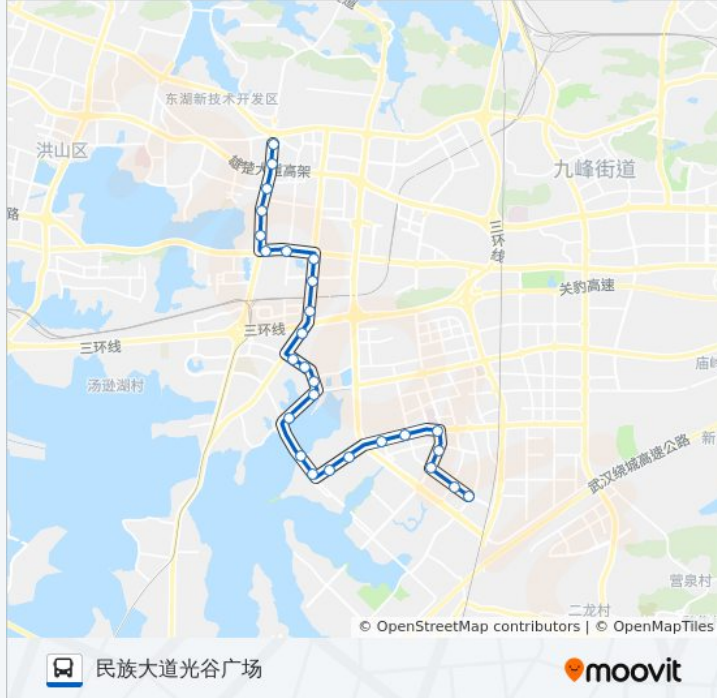 东湖新技术开发区
洪山区
雄楚大道高架
九峰街道
路
三
环
线
关豹高速
三环线
三环线
庙
汤逊湖村
新
武汉绕城高速公路
营泉村
二龙村
© OpenStreetMap contributors | © OpenMapTiles
民族大道光谷广场
moovit